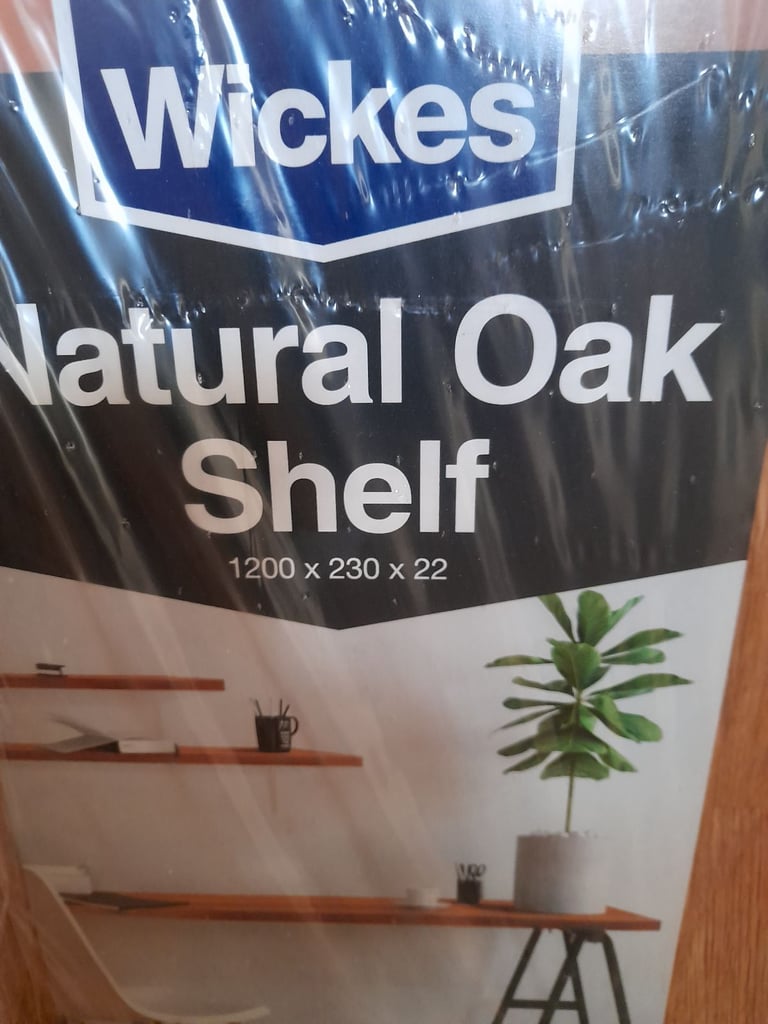 Wickes
Natural Oak
Shelf
1200 x 230 x 22